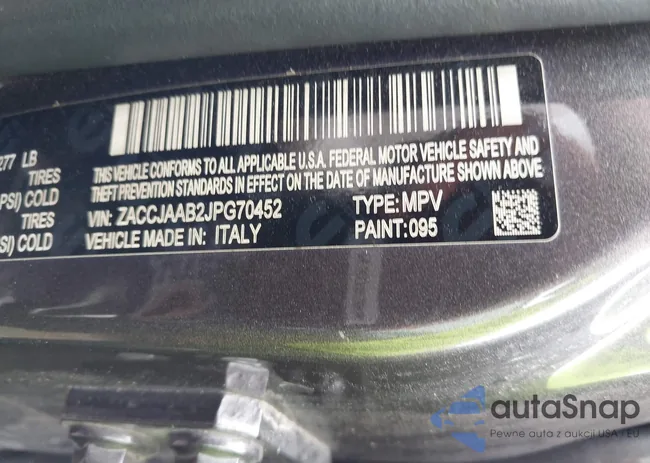 277 LB
TIRES
PSI) COLD
TIRES
SI) COLD
THIS VEHICLE CONFORMS TO ALL APPLICABLE U.S.A. FEDERAL MOTOR VEHICLE SAFETY AND
THEFT PREVENTION STANDARDS IN EFFECT ON THE DATE OF MANUFACTURE SHOWN ABOVE.
VIN: ZACCJAAB2JPG70452 TYPE: MPV
VEHICLE MADE IN: ITALY PAINT: 095
autoSnap
Pewne auta z aukcji USA / EU